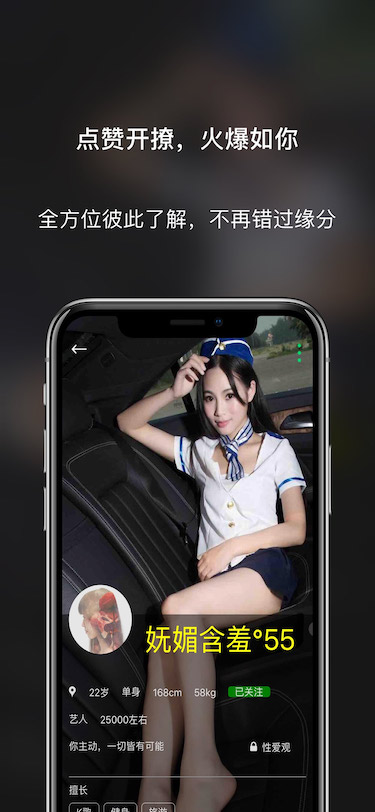 点赞开撩，火爆如你
全方位彼此了解，不再错过缘分
妩媚含羞°55
22岁 单身 168cm 58kg 已关注
艺人 25000左右
你主动，一切皆有可能 性爱观
擅长
K歌 健身 旅游